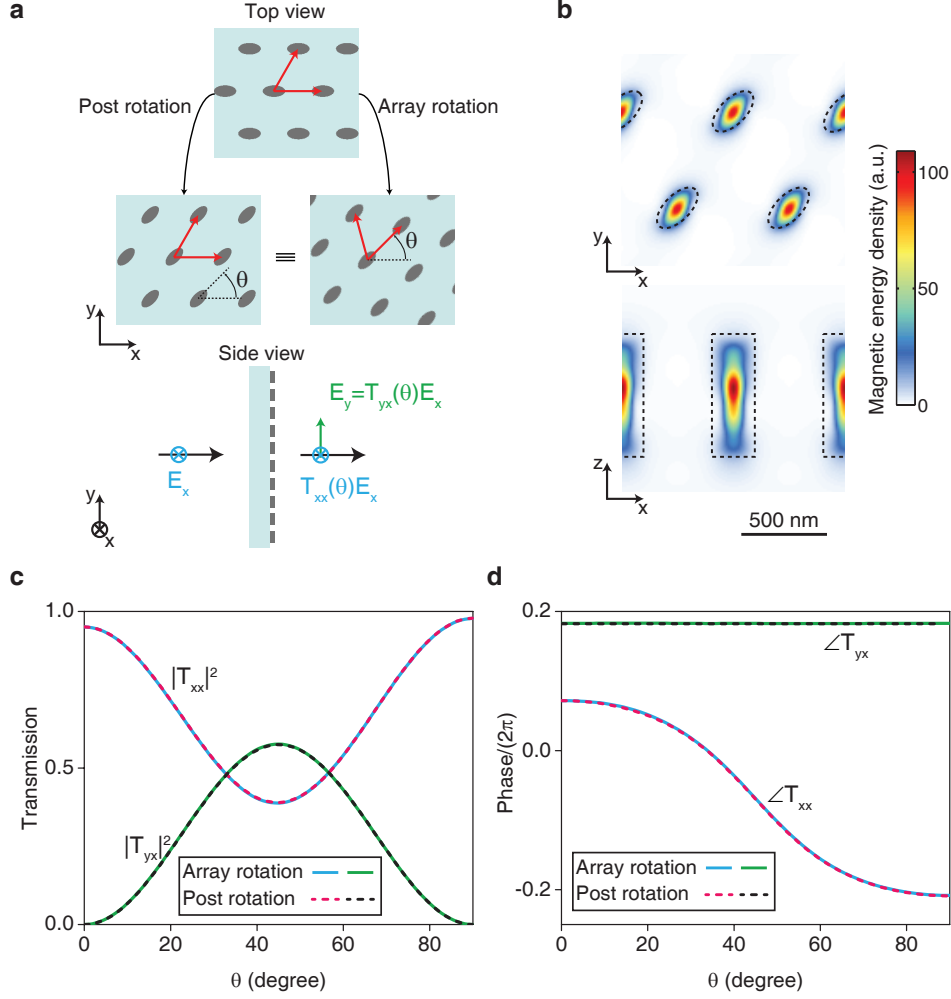 a
Top view
Post rotation
Array rotation
θ
≡
θ
y
x
Side view
E_y=T_yx(θ)E_x
E_x
T_xx(θ)E_x
y
x
b
y
x
z
x
500 nm
Magnetic energy density (a.u.)
100
50
0
c
1.0
0.5
0.0
Transmission
|T_xx|²
|T_yx|²
Array rotation
Post rotation
0
20
40
60
80
θ (degree)
d
0.2
0.0
-0.2
Phase/(2π)
∠T_yx
∠T_xx
Array rotation
Post rotation
0
20
40
60
80
θ (degree)